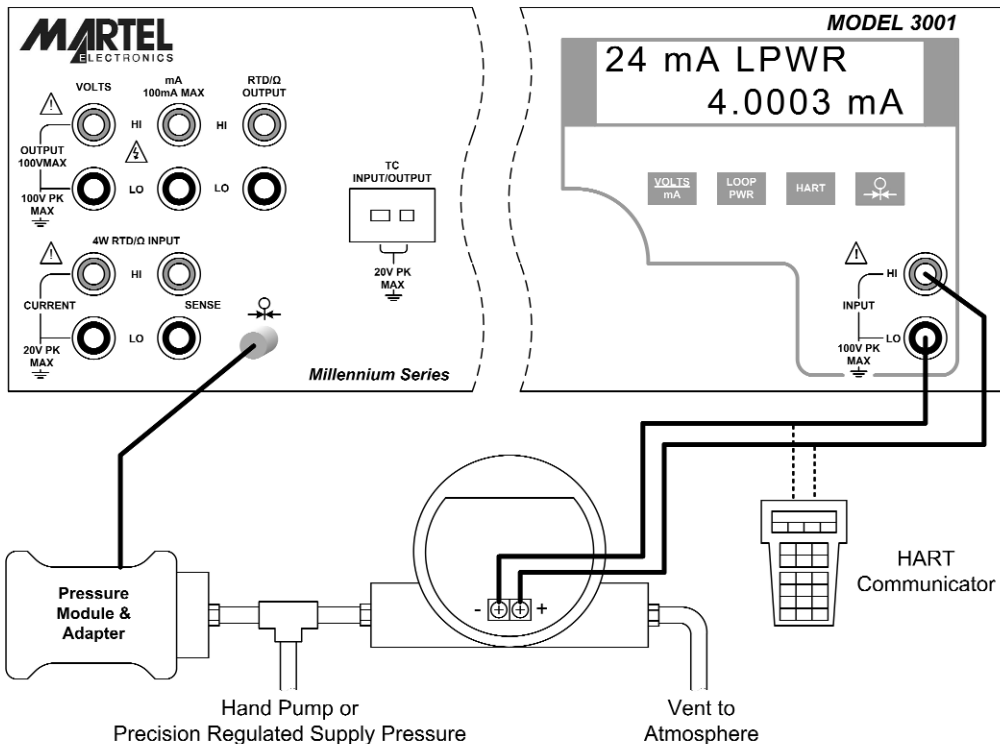 MARTEL
ELECTRONICS
VOLTS
mA
100mA MAX
RTD/Ω
OUTPUT
HI
HI
OUTPUT
100VMAX
LO
LO
100V PK
MAX
TC
INPUT/OUTPUT
20V PK
MAX
4W RTD/Ω INPUT
HI
CURRENT
SENSE
LO
20V PK
MAX
Millennium Series
MODEL 3001
24 mA LPWR
4.0003 mA
VOLTS
mA
LOOP
PWR
HART
HI
INPUT
LO
100V PK
MAX
Pressure
Module &
Adapter
- +
HART
Communicator
Hand Pump or
Precision Regulated Supply Pressure
Vent to
Atmosphere